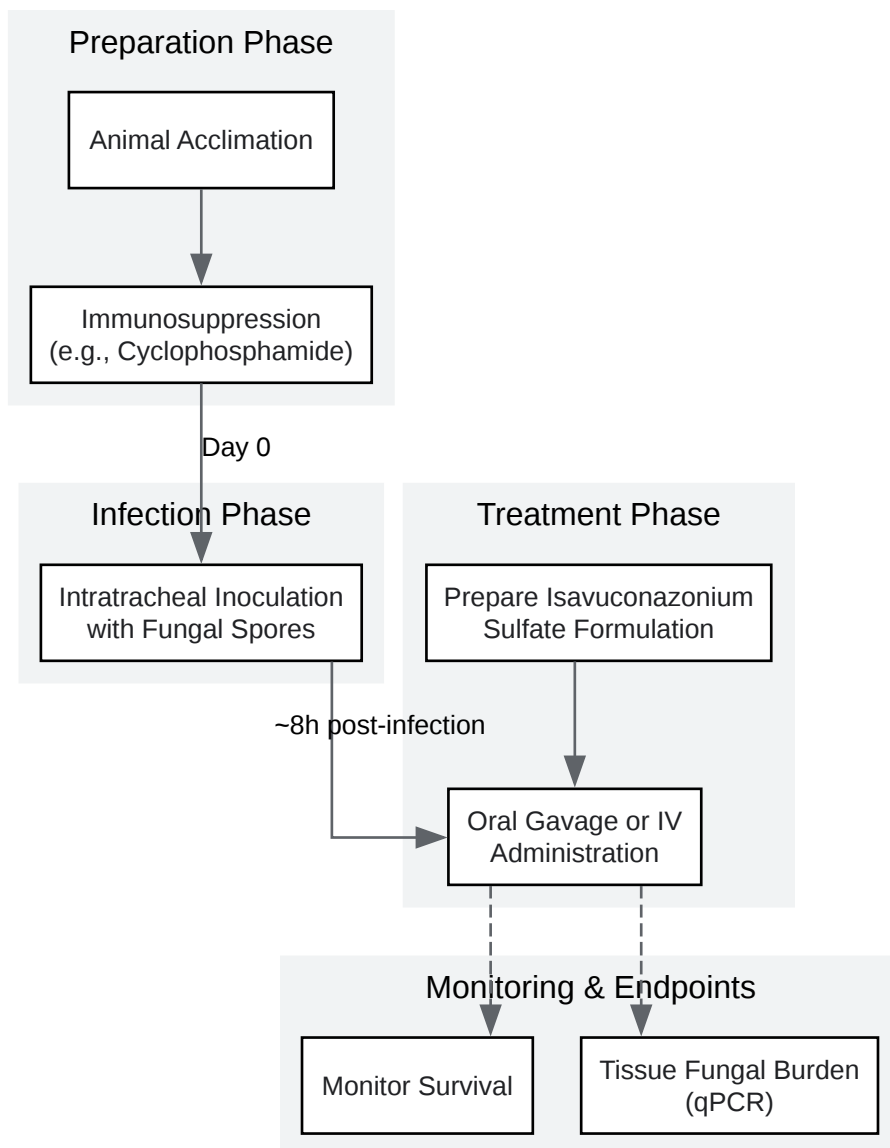 Preparation Phase
Animal Acclimation
Immunosuppression
(e.g., Cyclophosphamide)
Day 0
Infection Phase
Intratracheal Inoculation
with Fungal Spores
~8h post-infection
Treatment Phase
Prepare Isavuconazonium
Sulfate Formulation
Oral Gavage or IV
Administration
Monitoring & Endpoints
Monitor Survival
Tissue Fungal Burden
(qPCR)